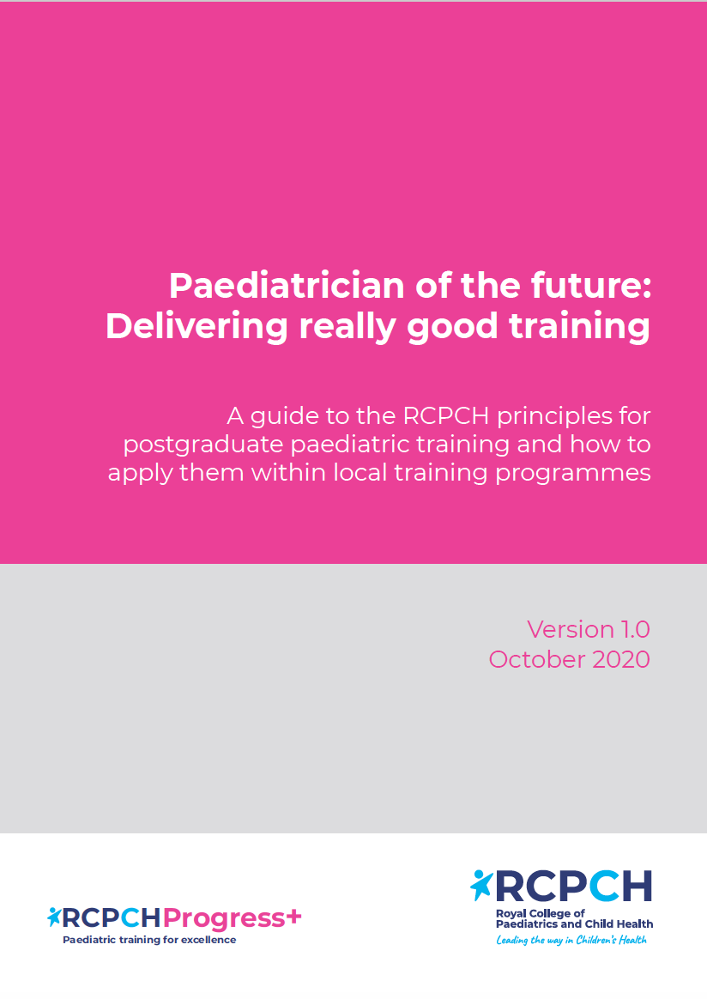 Paediatrician of the future:
Delivering really good training
A guide to the RCPCH principles for
postgraduate paediatric training and how to
apply them within local training programmes
Version 1.0
October 2020
RCPCHProgress+
Paediatric training for excellence
RCPCH
Royal College of
Paediatrics and Child Health
Leading the way in Children's Health